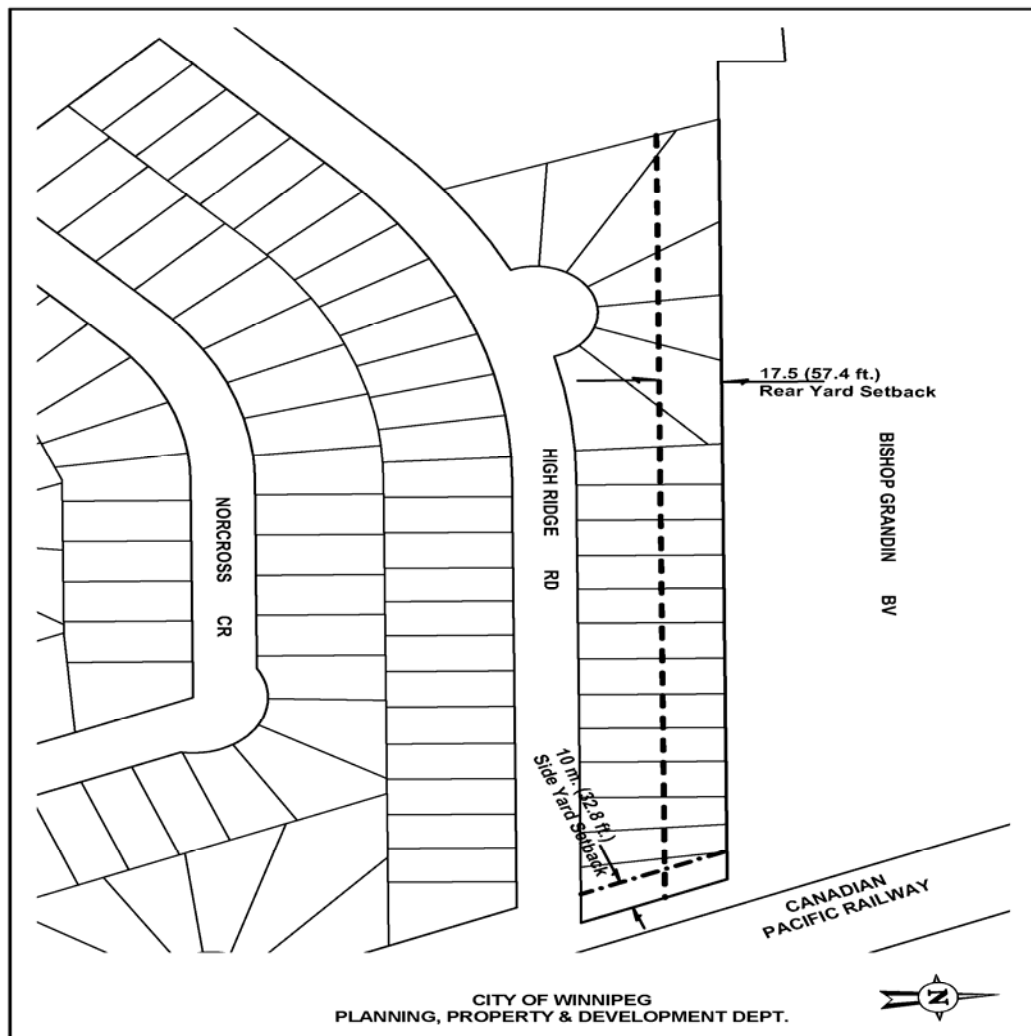 17.5 (57.4 ft.)
Rear Yard Setback
BISHOP GRANDIN BV
HIGH RIDGE RD
NORCROSS CR
10 m. (32.8 ft.)
Side Yard Setback
CANADIAN
PACIFIC RAILWAY
CITY OF WINNIPEG
PLANNING, PROPERTY & DEVELOPMENT DEPT.
N